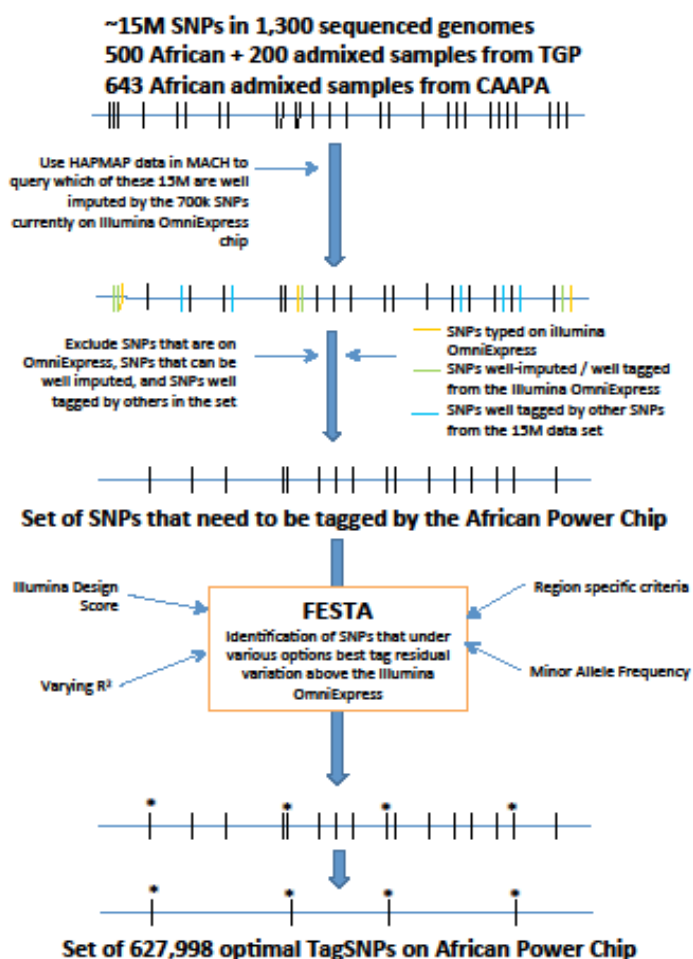 ~15M SNPs in 1,300 sequenced genomes
500 African + 200 admixed samples from TGP
643 African admixed samples from CAAPA
Use HAPMAP data in MACH to
query which of these 15M are well
imputed by the 700k SNPs
currently on Illumina OmniExpress
chip
Exclude SNPs that are on
OmniExpress, SNPs that can be
well imputed, and SNPs well
tagged by others in the set
SNPs typed on illumina
OmniExpress
SNPs well-imputed / well tagged
from the Illumina OmniExpress
SNPs well tagged by other SNPs
from the 15M data set
Set of SNPs that need to be tagged by the African Power Chip
Illumina Design
Score
Varying R²
FESTA
Identification of SNPs that under
various options best tag residual
variation above the Illumina
OmniExpress
Region specific criteria
Minor Allele Frequency
* * * *
* * * *
Set of 627,998 optimal TagSNPs on African Power Chip